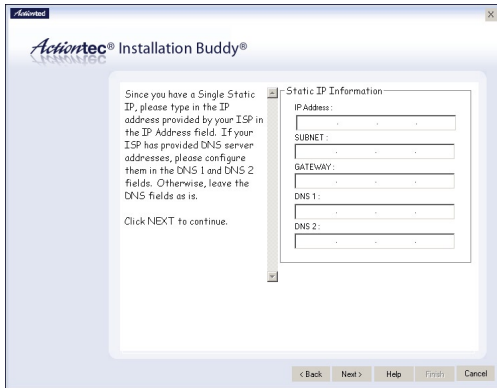 Actiontec
Actiontec® Installation Buddy®
Since you have a Single Static
IP, please type in the IP
address provided by your ISP in
the IP Address field. If your
ISP has provided DNS server
addresses, please configure
them in the DNS 1 and DNS 2
fields. Otherwise, leave the
DNS fields as is.
Click NEXT to continue.
Static IP Information
IP Address :
SUBNET :
GATEWAY :
DNS 1 :
DNS 2 :
< Back Next > Help Finish Cancel